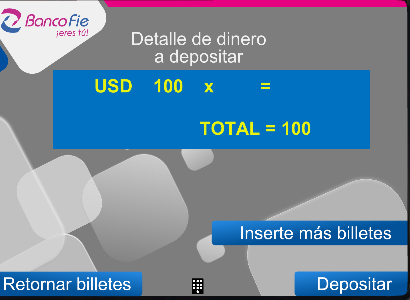 BancoFie
¡eres tú!
Detalle de dinero
a depositar
USD 100 x =
TOTAL = 100
Inserte más billetes
Retornar billetes
Depositar